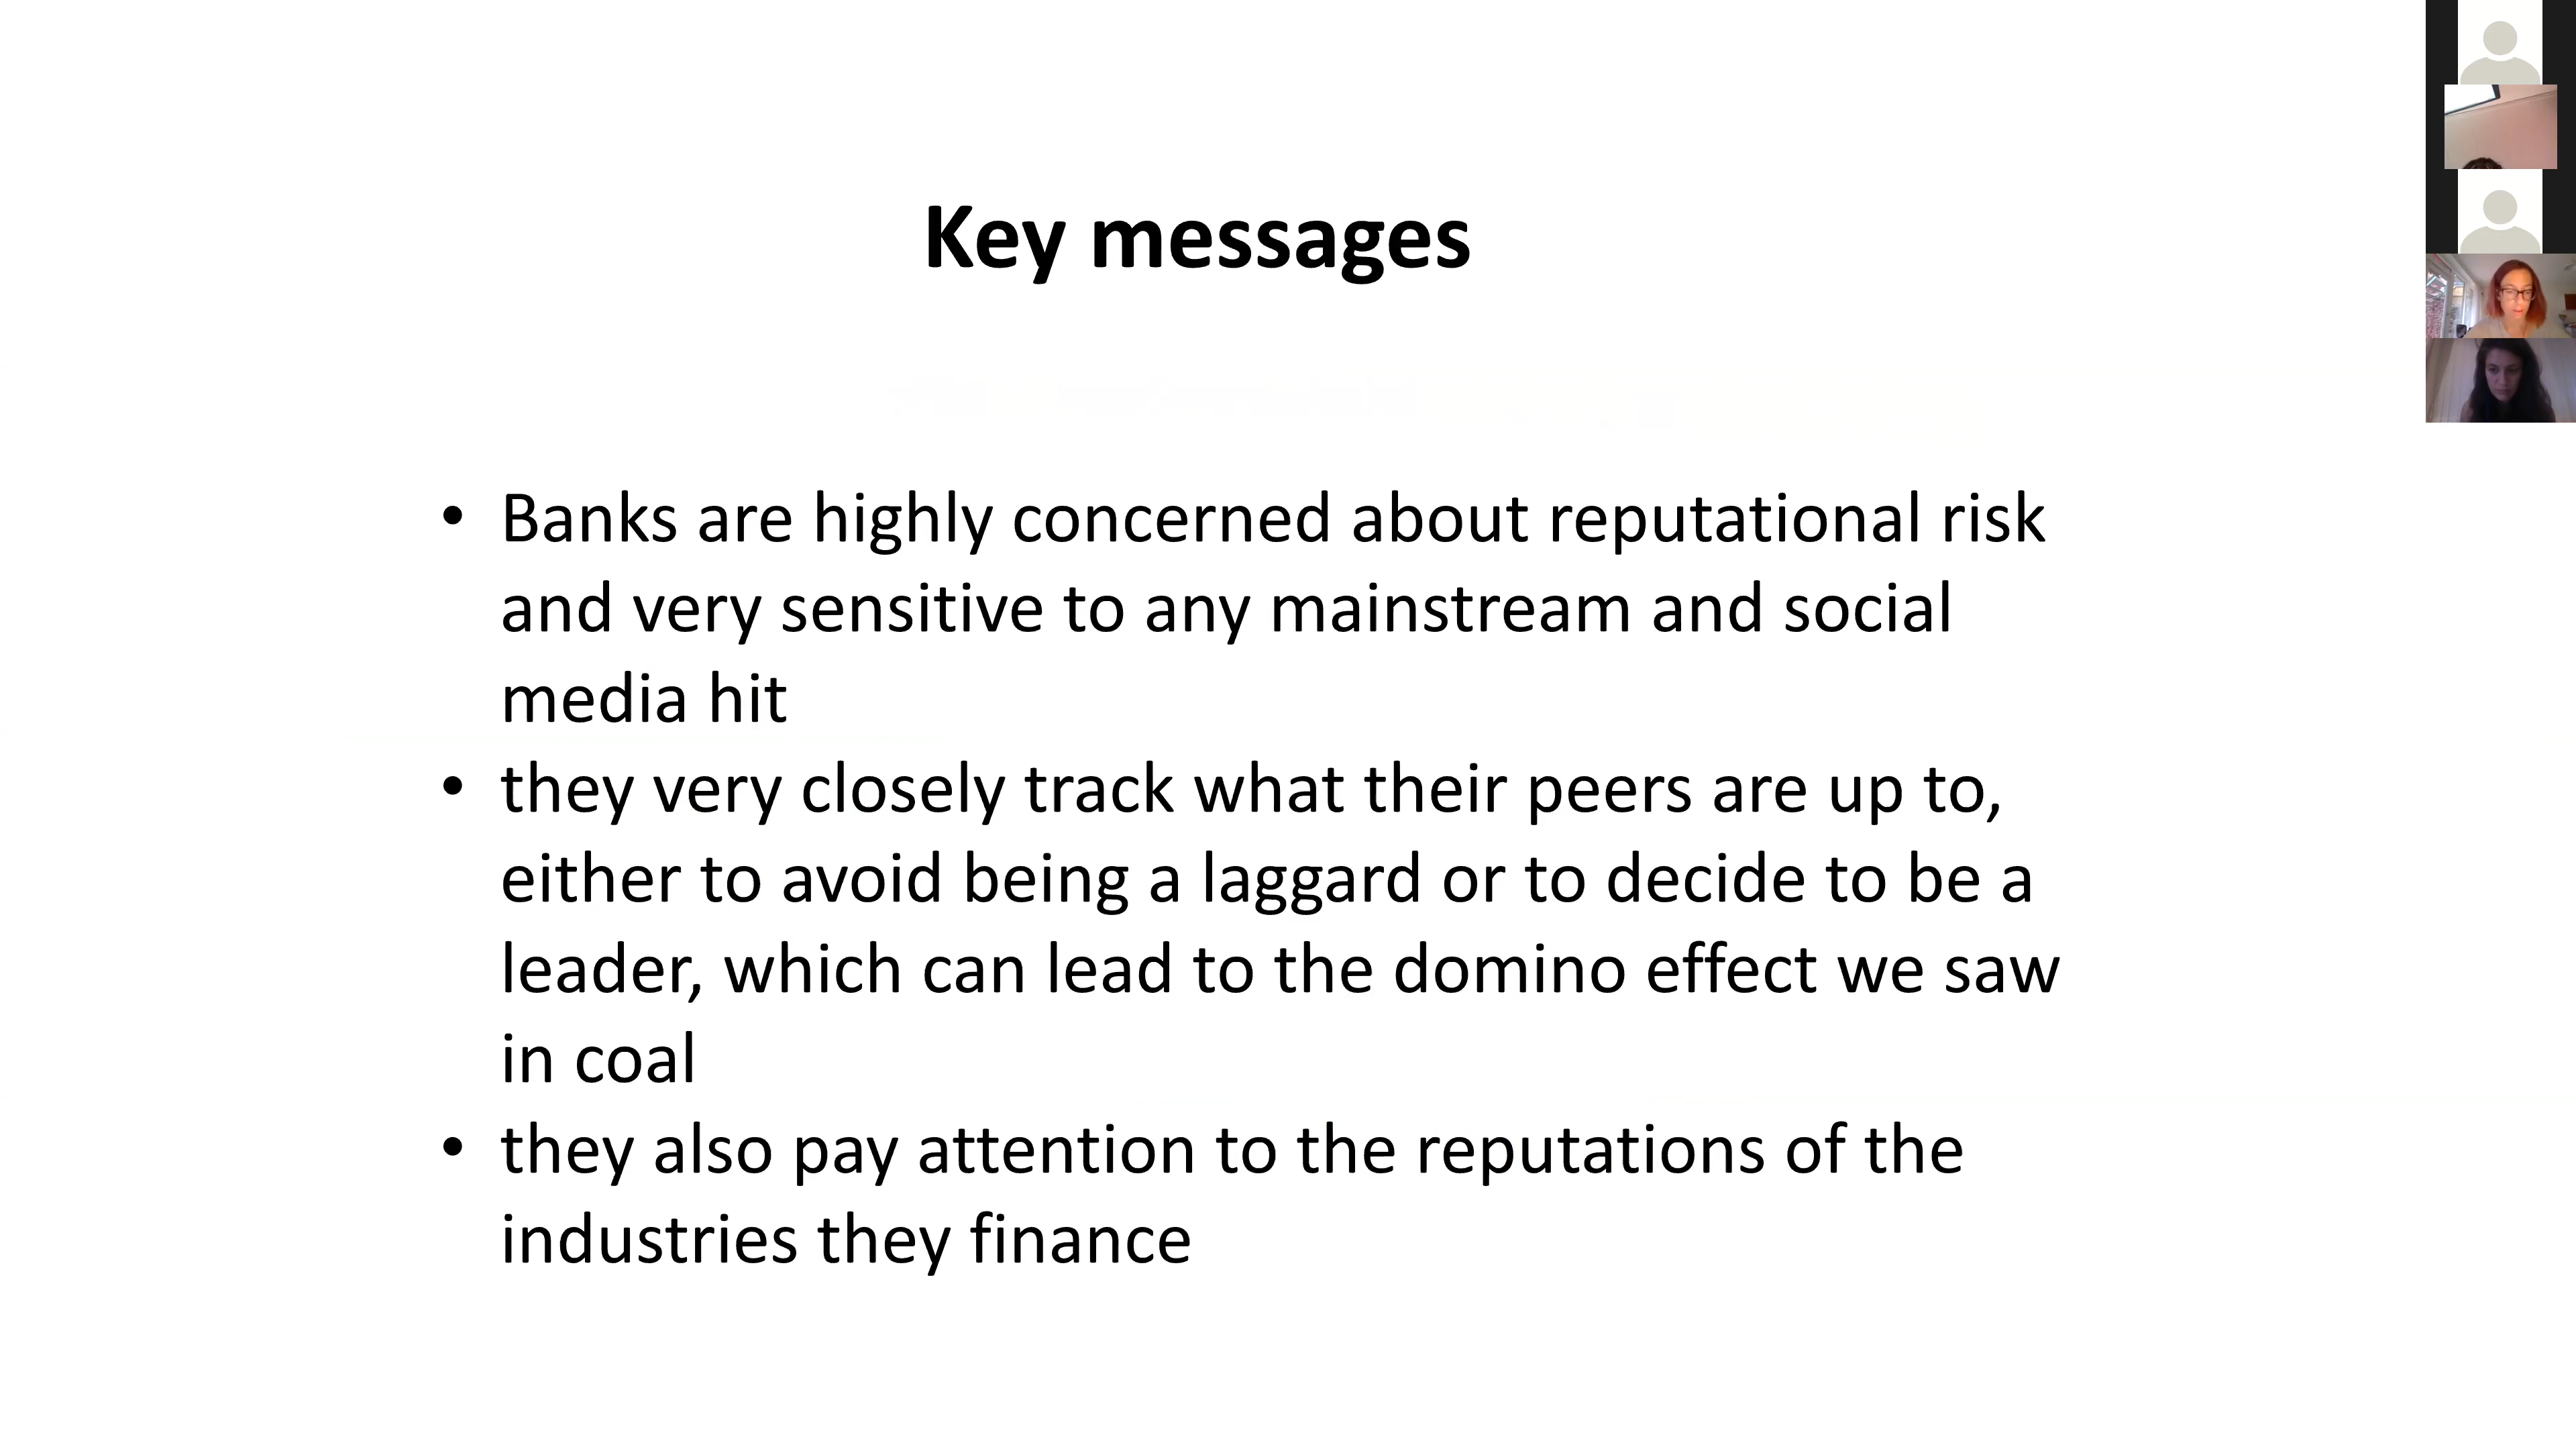 Key messages
• Banks are highly concerned about reputational risk
and very sensitive to any mainstream and social
media hit
• they very closely track what their peers are up to,
either to avoid being a laggard or to decide to be a
leader, which can lead to the domino effect we saw
in coal
• they also pay attention to the reputations of the
industries they finance